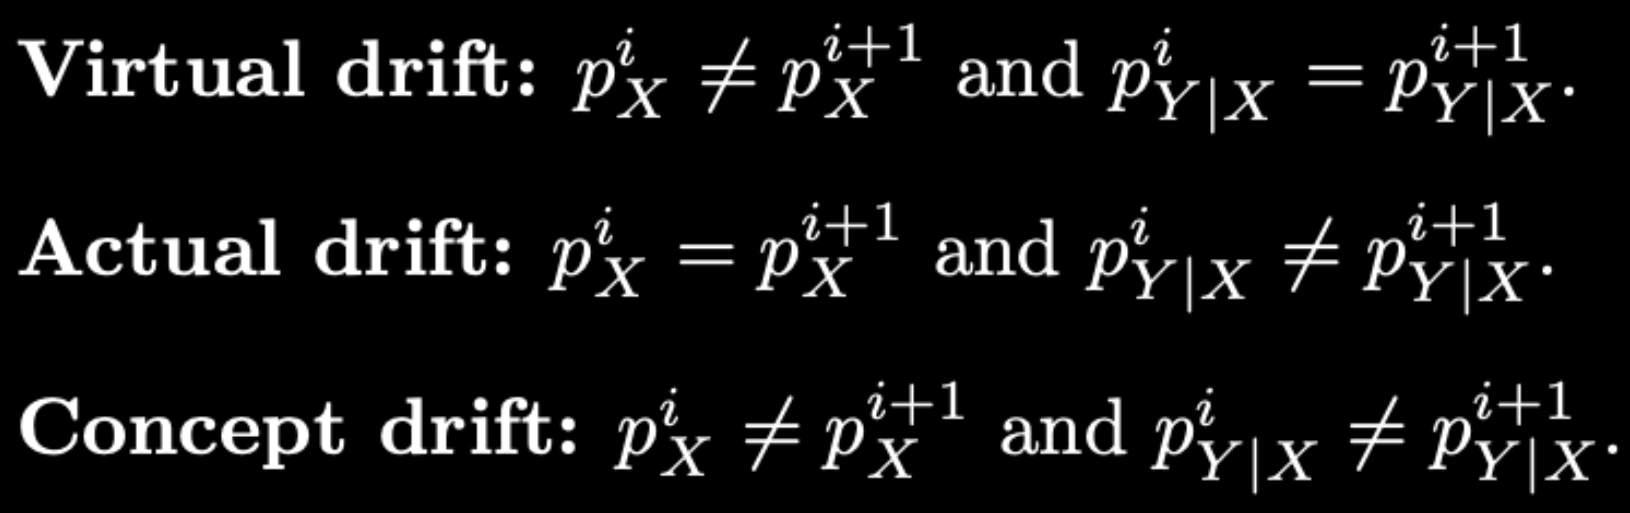 Virtual drift: $p_X^i \neq p_X^{i+1}$ and $p_{Y|X}^i = p_{Y|X}^{i+1}$.
Actual drift: $p_X^i = p_X^{i+1}$ and $p_{Y|X}^i \neq p_{Y|X}^{i+1}$.
Concept drift: $p_X^i \neq p_X^{i+1}$ and $p_{Y|X}^i \neq p_{Y|X}^{i+1}$.